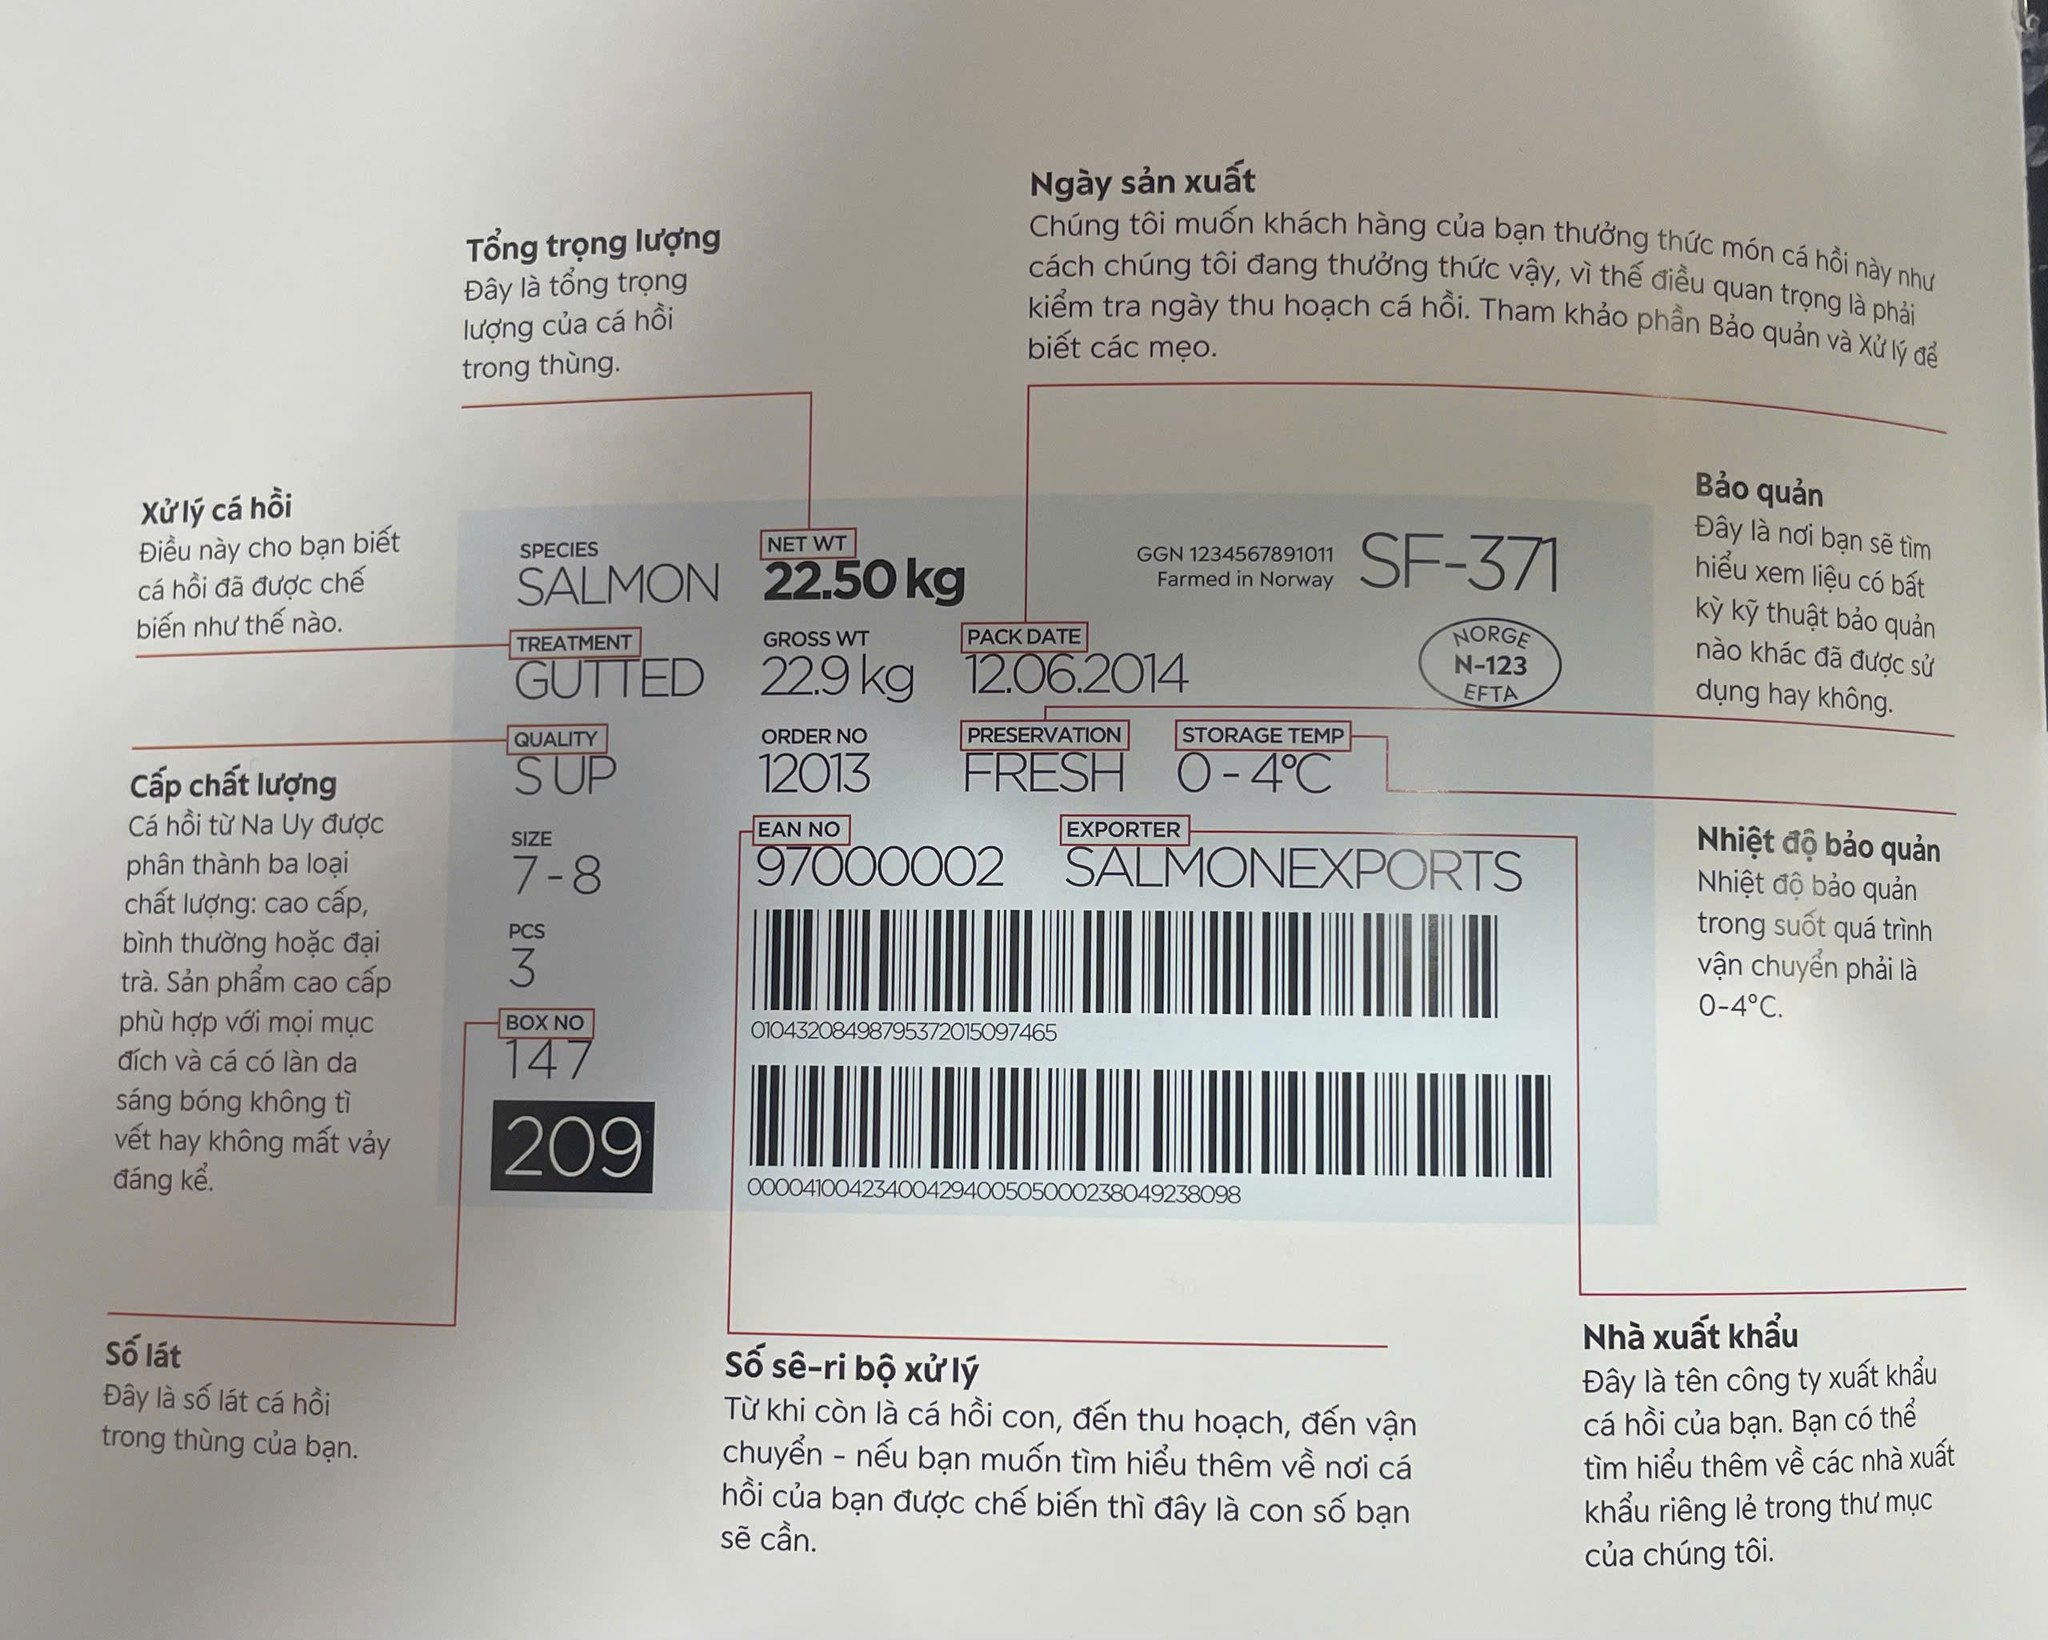 Ngày sản xuất
Chúng tôi muốn khách hàng của bạn thưởng thức món cá hồi này như
cách chúng tôi đang thưởng thức vậy, vì thế điều quan trọng là phải
kiểm tra ngày thu hoạch cá hồi. Tham khảo phần Bảo quản và Xử lý để
biết các mẹo.
Tổng trọng lượng
Đây là tổng trọng
lượng của cá hồi
trong thùng.
Xử lý cá hồi
Điều này cho bạn biết
cá hồi đã được chế
biến như thế nào.
Cấp chất lượng
Cá hồi từ Na Uy được
phân thành ba loại
chất lượng: cao cấp,
bình thường hoặc đại
trà. Sản phẩm cao cấp
phù hợp với mọi mục
đích và cá có làn da
sáng bóng không tì
vết hay không mất vảy
đáng kể.
SPECIES
SALMON
NET WT
22.50 kg
GGN 1234567891011
Farmed in Norway
SF-371
TREATMENT
GUTTED
GROSS WT
22.9 kg
PACK DATE
12.06.2014
NORGE
N-123
EFTA
QUALITY
SUP
ORDER NO
12013
PRESERVATION
FRESH
STORAGE TEMP
0-4°C
SIZE
7-8
EAN NO
97000002
EXPORTER
SALMONEXPORTS
PCS
3
BOX NO
147
209
01043208498795372015097465
00004100423400429400505000238049238098
Bảo quản
Đây là nơi bạn sẽ tìm
hiểu xem liệu có bất
kỳ kỹ thuật bảo quản
nào khác đã được sử
dụng hay không.
Nhiệt độ bảo quản
Nhiệt độ bảo quản
trong suốt quá trình
vận chuyển phải là
0-4°C.
Số lát
Đây là số lát cá hồi
trong thùng của bạn.
Số sê-ri bộ xử lý
Từ khi còn là cá hồi con, đến thu hoạch, đến vận
chuyển - nếu bạn muốn tìm hiểu thêm về nơi cá
hồi của bạn được chế biến thì đây là con số bạn
sẽ cần.
Nhà xuất khẩu
Đây là tên công ty xuất khẩu
cá hồi của bạn. Bạn có thể
tìm hiểu thêm về các nhà xuất
khẩu riêng lẻ trong thư mục
của chúng tôi.